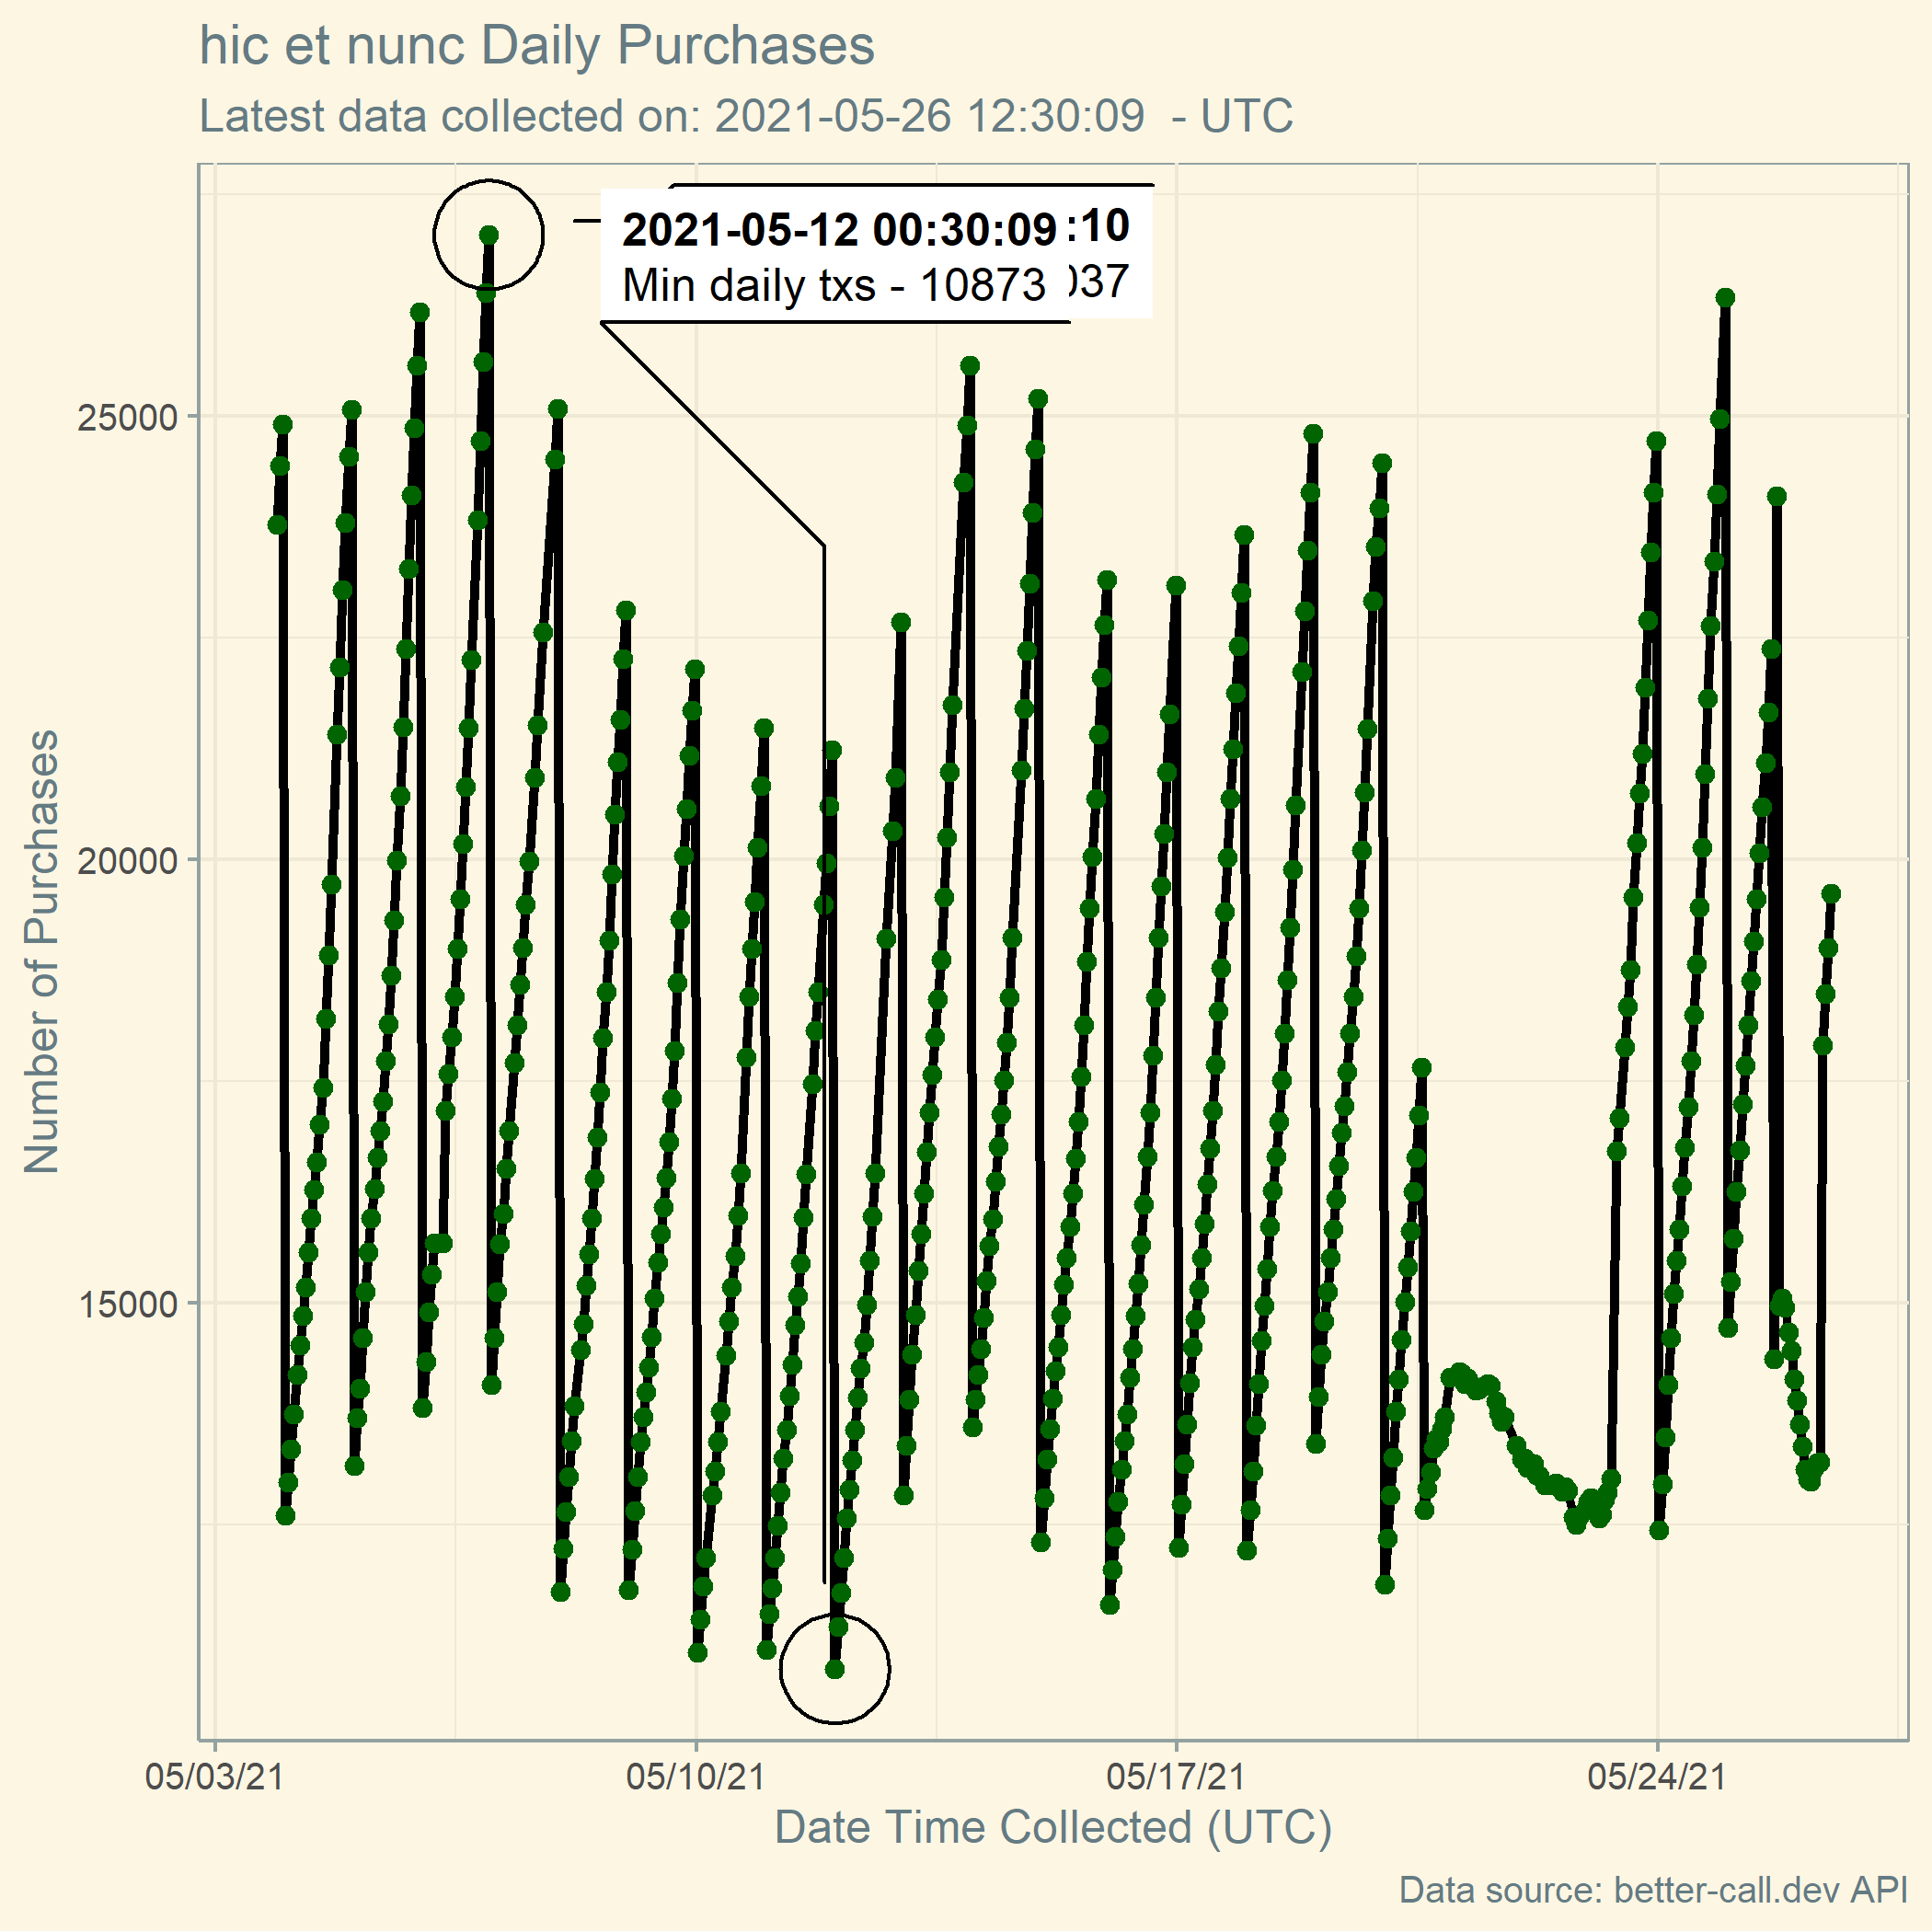 hic et nunc Daily Purchases
Latest data collected on: 2021-05-26 12:30:09 - UTC
2021-05-12 00:30:09 :10
Min daily txs - 10873 037
25000
20000
15000
Number of Purchases
05/03/21 05/10/21 05/17/21 05/24/21
Date Time Collected (UTC)
Data source: better-call.dev API